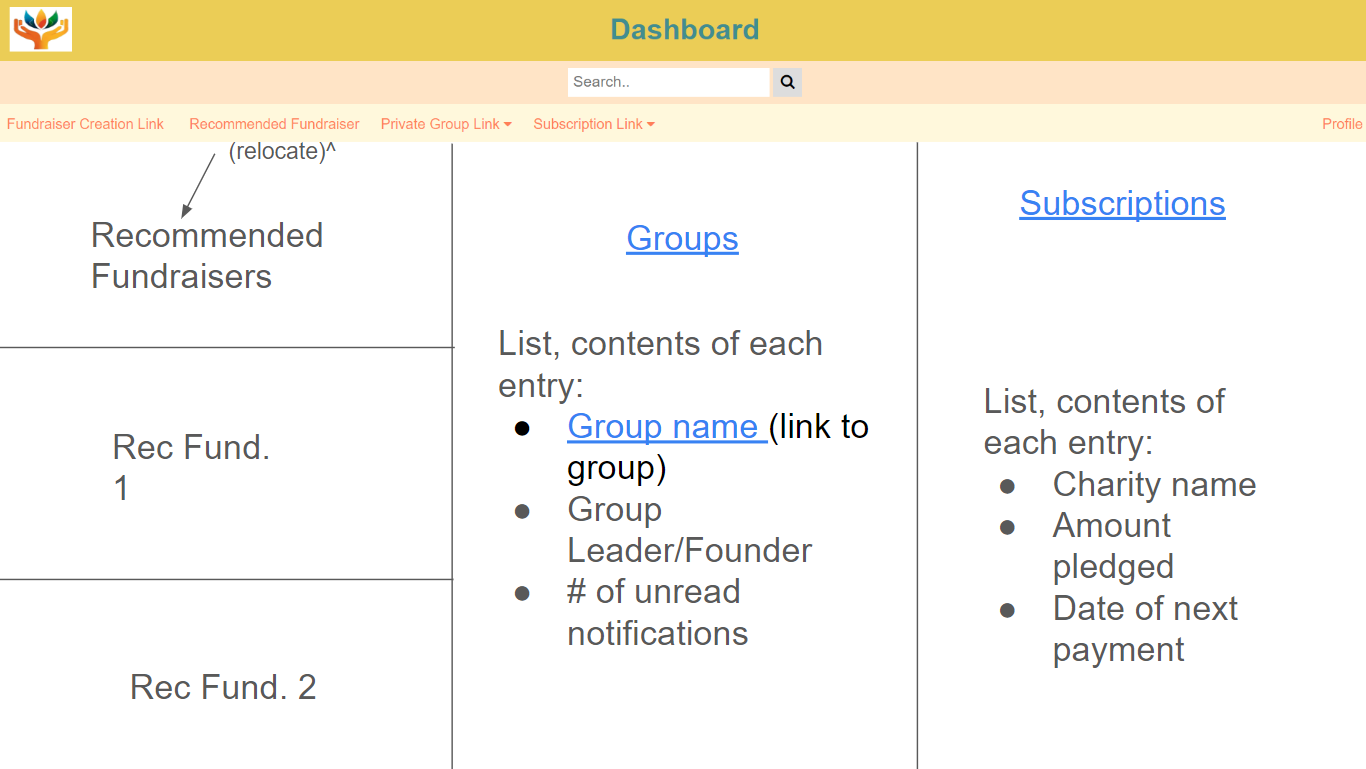 Dashboard
Search..
Fundraiser Creation Link
Recommended Fundraiser
Private Group Link
Subscription Link
Profile
(relocate)^
Recommended
Fundraisers
Rec Fund.
1
Rec Fund. 2
Groups
List, contents of each
entry:
● Group name (link to
group)
● Group
Leader/Founder
● # of unread
notifications
Subscriptions
List, contents of
each entry:
● Charity name
● Amount
pledged
● Date of next
payment